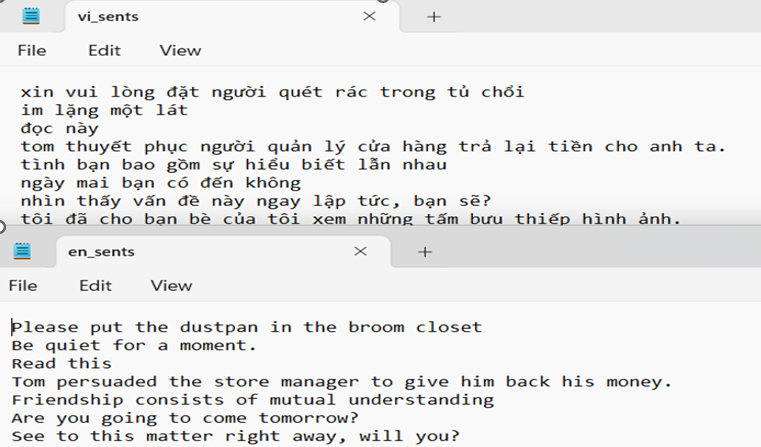 vi_sents
File Edit View
xin vui lòng đặt người quét rác trong tủ chổi
im lặng một lát
đọc này
tom thuyết phục người quản lý cửa hàng trả lại tiền cho anh ta.
tình bạn bao gồm sự hiểu biết lẫn nhau
ngày mai bạn có đến không
nhìn thấy vấn đề này ngay lập tức, bạn sẽ?
tôi đã cho bạn bè của tôi xem những tấm bưu thiếp hình ảnh.
en_sents
File Edit View
Please put the dustpan in the broom closet
Be quiet for a moment.
Read this
Tom persuaded the store manager to give him back his money.
Friendship consists of mutual understanding
Are you going to come tomorrow?
See to this matter right away, will you?